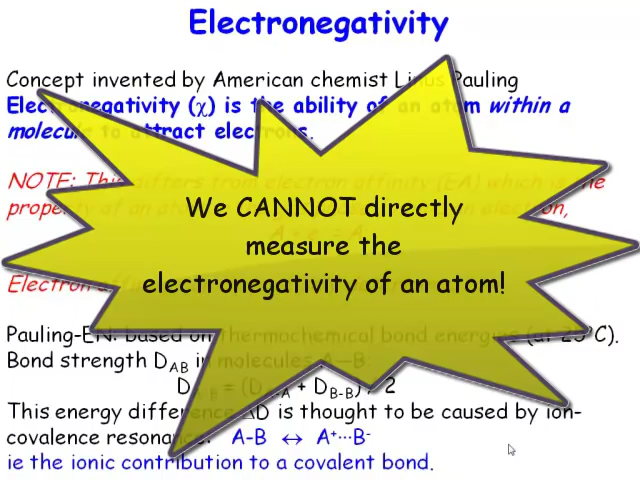 Electronegativity
Concept invented by American chemist Linus Pauling
Electronegativity (χ) is the ability of an atom within a
molecule to attract electrons.
NOTE: This differs from electron affinity (EA) which is the
property of an atom electron,
We CANNOT directly
measure the
electronegativity of an atom!
A + e = A
Electron
Pauling-EN: based on thermochemical bond energies (at 25°C).
Bond strength D_AB in molecules A—B
= (D + D_B-B) / 2
This energy difference ΔD is thought to be caused by ion-
covalence resonance. A-B ↔ A⁺···B⁻
ie the ionic contribution to a covalent bond.